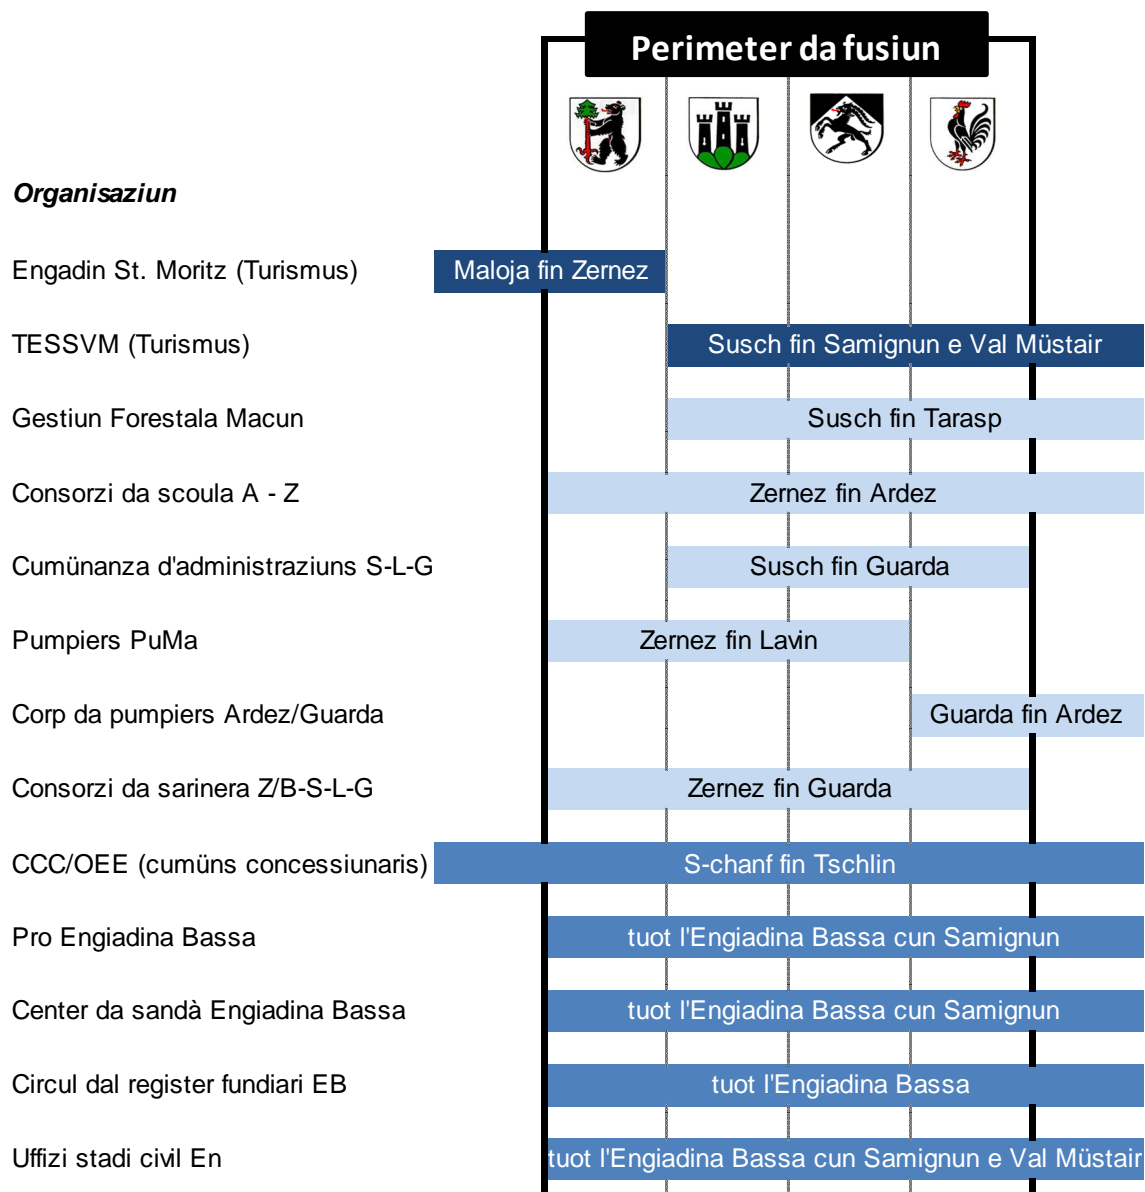 Perimeter da fusiun
Organisaziun
Engadin St. Moritz (Turismus) Maloja fin Zernez
TESSVM (Turismus) Susch fin Samignun e Val Müstair
Gestiun Forestala Macun Susch fin Tarasp
Consorzi da scoula A - Z Zernez fin Ardez
Cumünanza d'administraziuns S-L-G Susch fin Guarda
Pumpiers PuMa Zernez fin Lavin
Corp da pumpiers Ardez/Guarda Guarda fin Ardez
Consorzi da sarinera Z/B-S-L-G Zernez fin Guarda
CCC/OEE (cumüns concessiunaris) S-chanf fin Tschlin
Pro Engiadina Bassa tuot l'Engiadina Bassa cun Samignun
Center da sandà Engiadina Bassa tuot l'Engiadina Bassa cun Samignun
Circul dal register fundiari EB tuot l'Engiadina Bassa
Uffizi stadi civil En tuot l'Engiadina Bassa cun Samignun e Val Müstair